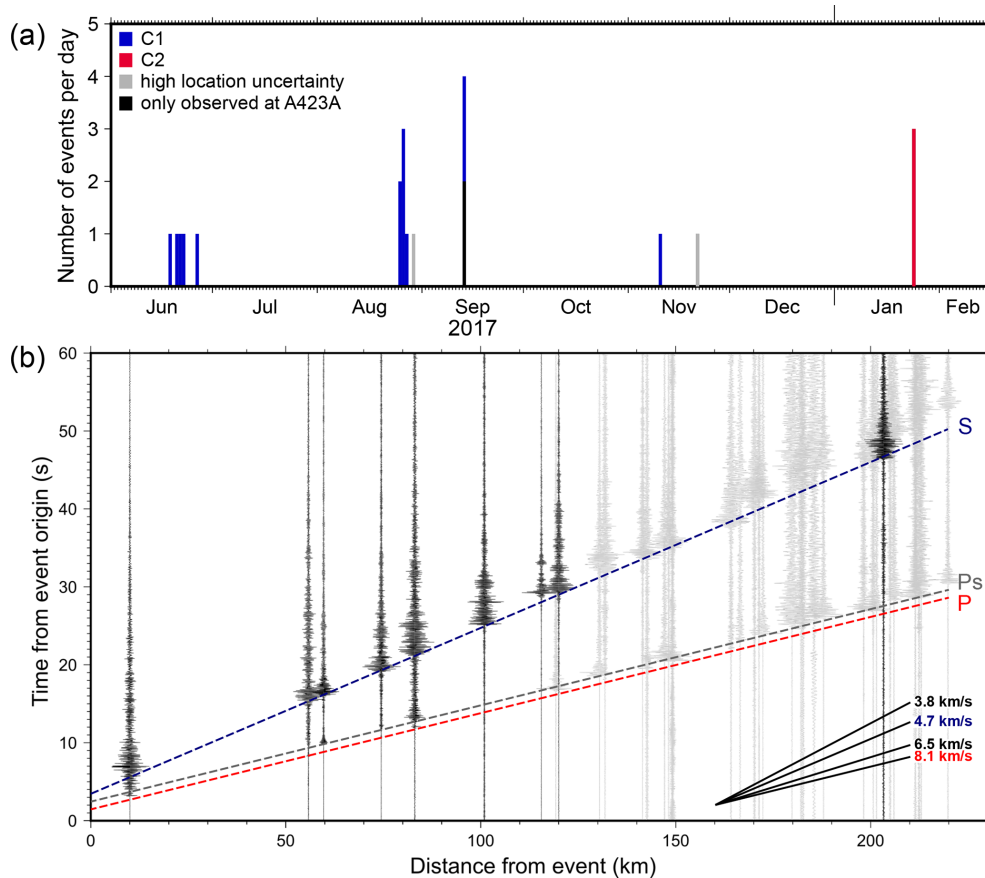 (a)
Number of events per day
5
4
3
2
1
0
C1
C2
high location uncertainty
only observed at A423A
Jun Jul Aug Sep Oct Nov Dec Jan Feb
2017
(b)
Time from event origin (s)
60
50
40
30
20
10
0
S
Ps
P
3.8 km/s
4.7 km/s
6.5 km/s
8.1 km/s
0 50 100 150 200
Distance from event (km)